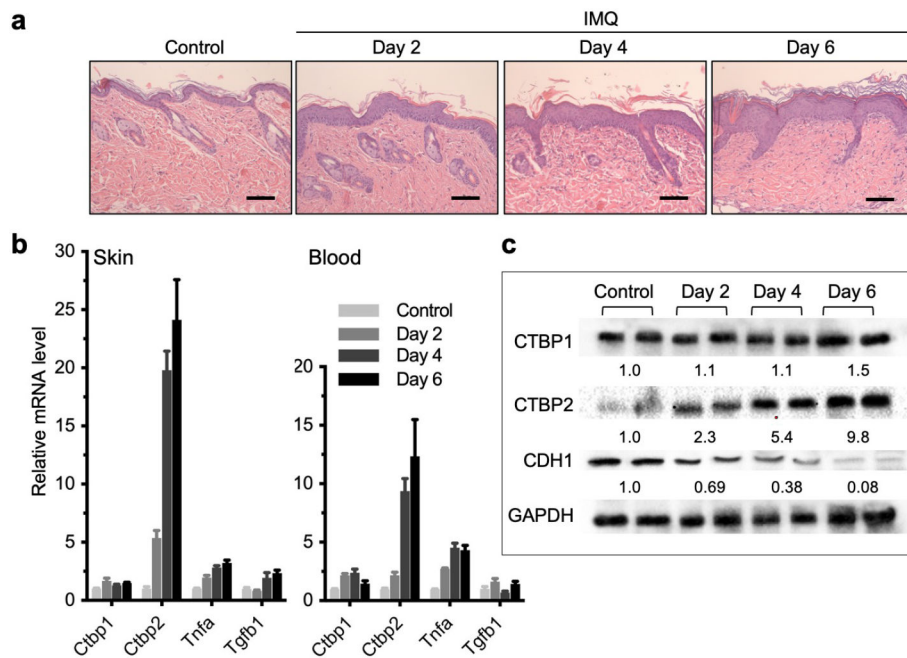 a
IMQ
Control Day 2 Day 4 Day 6
b
Skin Blood
Relative mRNA level
30
25
20
15
10
5
0
20
15
10
5
0
Control
Day 2
Day 4
Day 6
Ctbp1 Ctbp2 Tnfa Tgfb1
Ctbp1 Ctbp2 Tnfa Tgfb1
c
Control Day 2 Day 4 Day 6
CTBP1
1.0 1.1 1.1 1.5
CTBP2
1.0 2.3 5.4 9.8
CDH1
1.0 0.69 0.38 0.08
GAPDH